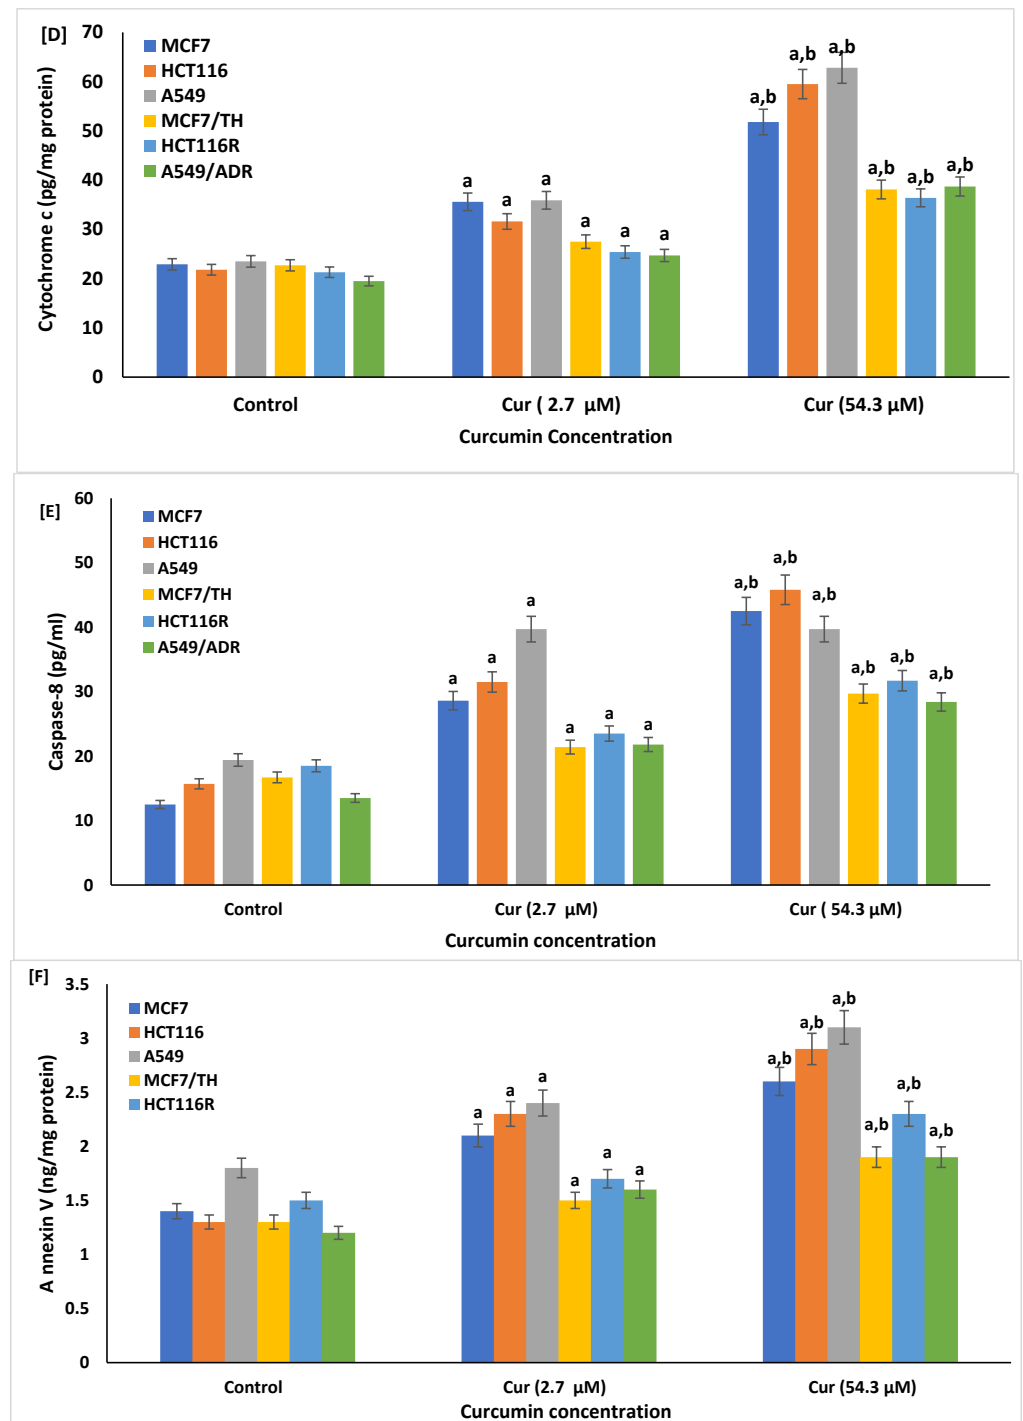 [D]
70
60
50
40
30
20
10
0
Cytochrome c (pg/mg protein)
MCF7
HCT116
A549
MCF7/TH
HCT116R
A549/ADR
a
a
a
a
a
a
a,b
a,b
a,b
a,b
a,b
a,b
Control
Cur ( 2.7 μM)
Cur (54.3 μM)
Curcumin Concentration
[E]
60
50
40
30
20
10
0
Caspase-8 (pg/ml)
MCF7
HCT116
A549
MCF7/TH
HCT116R
A549/ADR
a
a
a
a
a
a
a,b
a,b
a,b
a,b
a,b
a,b
Control
Cur (2.7 μM)
Cur ( 54.3 μM)
Curcumin concentration
[F]
3.5
3
2.5
2
1.5
1
0.5
0
A nnexin V (ng/mg protein)
MCF7
HCT116
A549
MCF7/TH
HCT116R
a
a
a
a
a
a
a,b
a,b
a,b
a,b
a,b
a,b
Control
Cur (2.7 μM)
Cur (54.3 μM)
Curcumin concentration